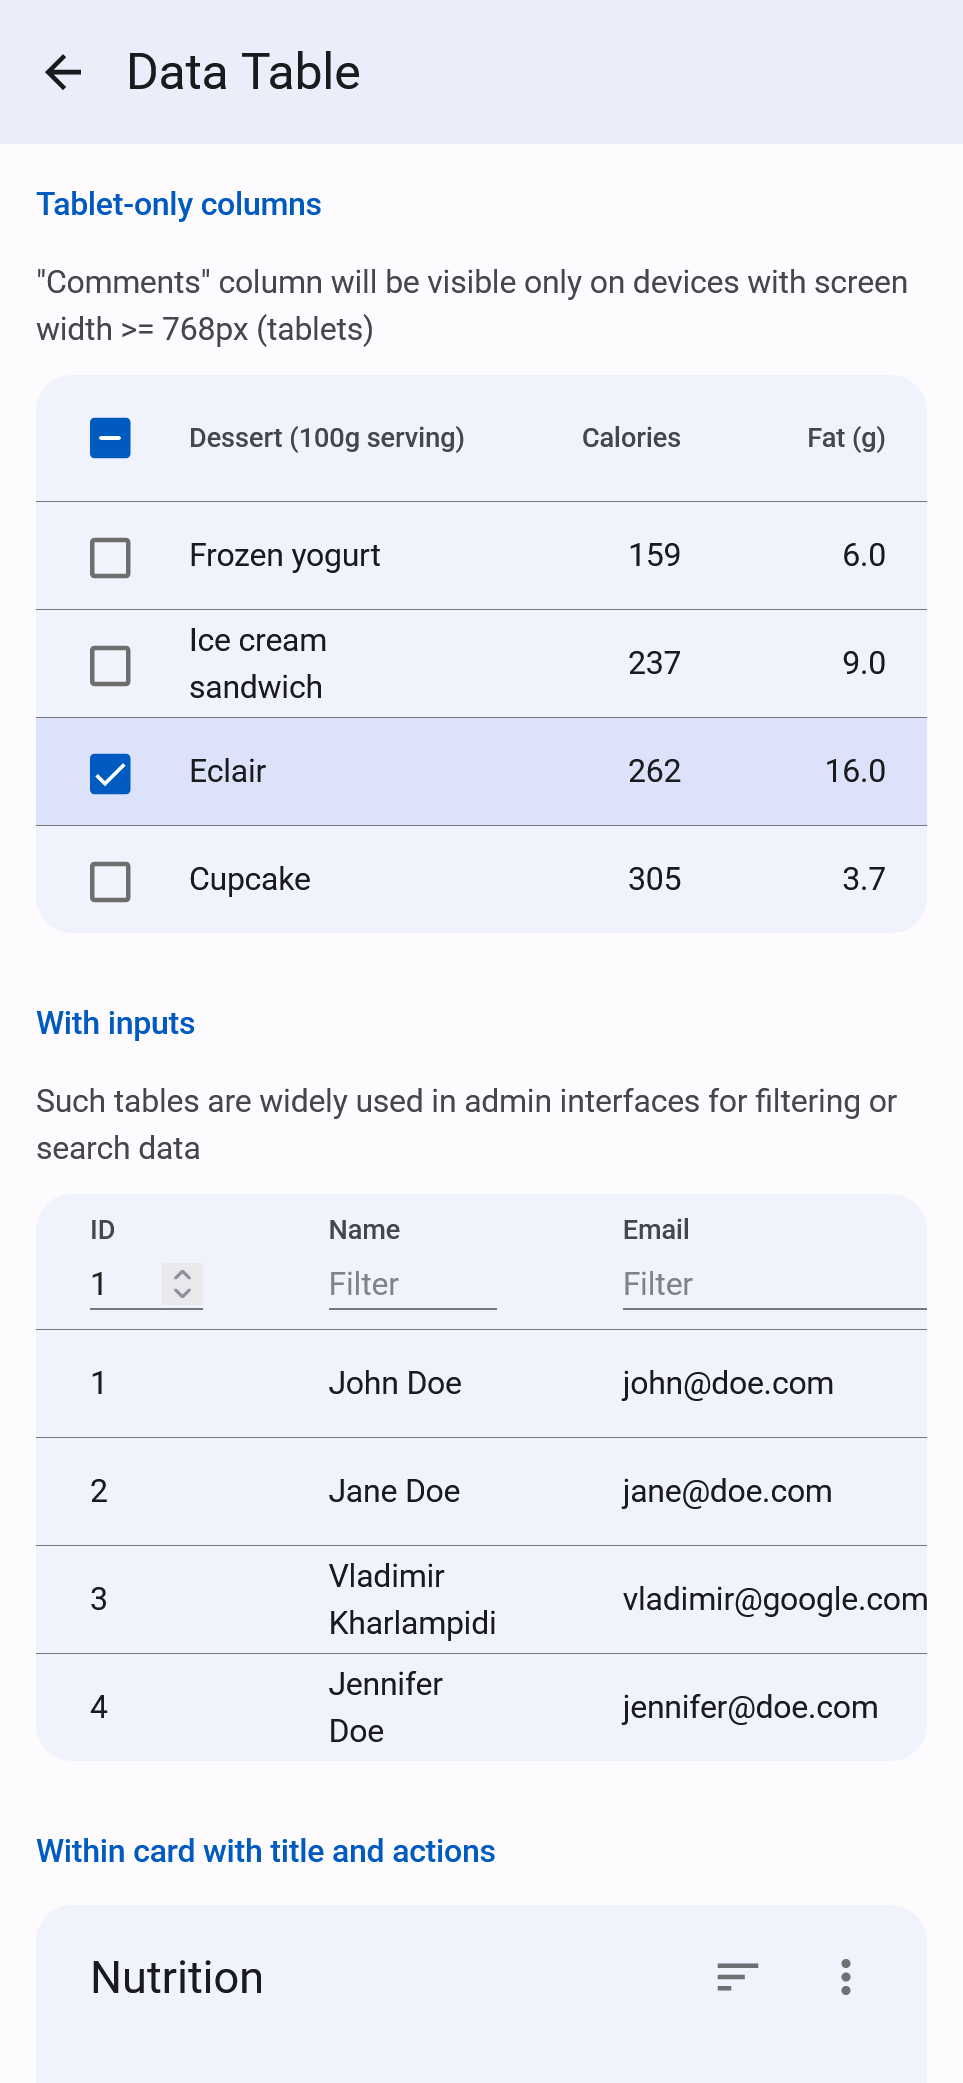 Data Table
Tablet-only columns
"Comments" column will be visible only on devices with screen
width >= 768px (tablets)
Dessert (100g serving) Calories Fat (g)
Frozen yogurt 159 6.0
Ice cream
sandwich 237 9.0
Eclair 262 16.0
Cupcake 305 3.7
With inputs
Such tables are widely used in admin interfaces for filtering or
search data
ID Name Email
1 Filter Filter
1 John Doe john@doe.com
2 Jane Doe jane@doe.com
3 Vladimir
Kharlampidi vladimir@google.com
4 Jennifer
Doe jennifer@doe.com
Within card with title and actions
Nutrition